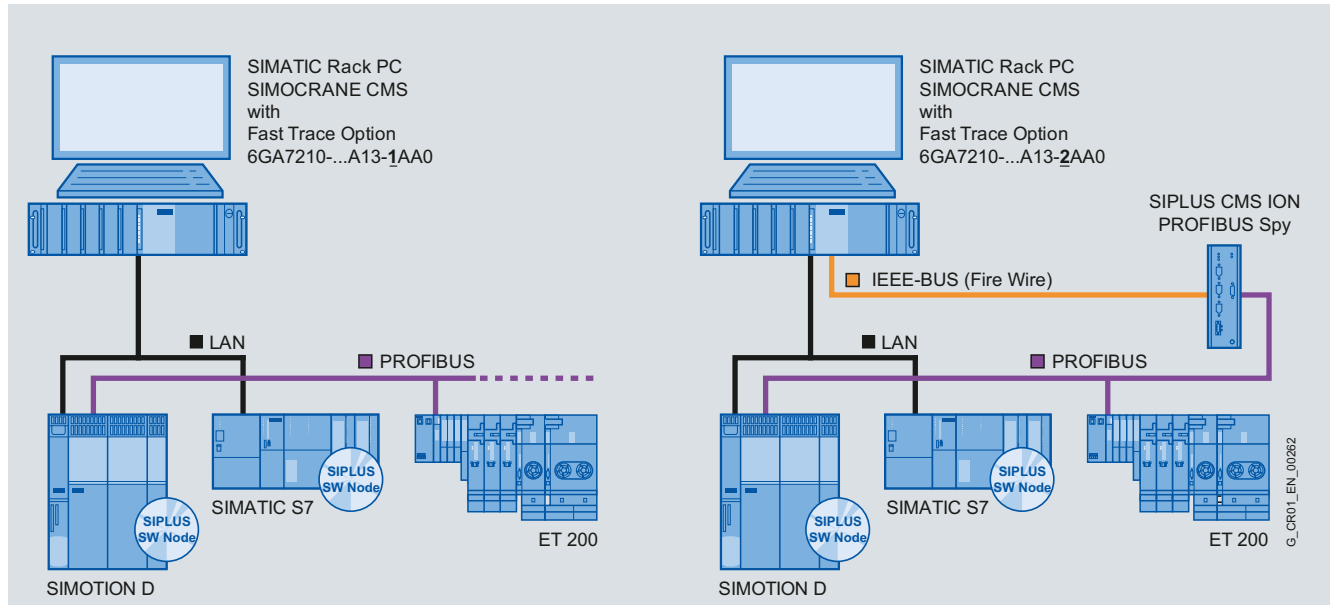 SIMATIC Rack PC
SIMOCRANE CMS
with
Fast Trace Option
6GA7210-...A13-1AA0
LAN
PROFIBUS
SIPLUS
SW Node
SIMATIC S7
SIPLUS
SW Node
SIMOTION D
ET 200
SIMATIC Rack PC
SIMOCRANE CMS
with
Fast Trace Option
6GA7210-...A13-2AA0
SIPLUS CMS ION
PROFIBUS Spy
IEEE-BUS (Fire Wire)
LAN
PROFIBUS
SIPLUS
SW Node
SIMATIC S7
SIPLUS
SW Node
SIMOTION D
ET 200
G_CR01_EN_00262